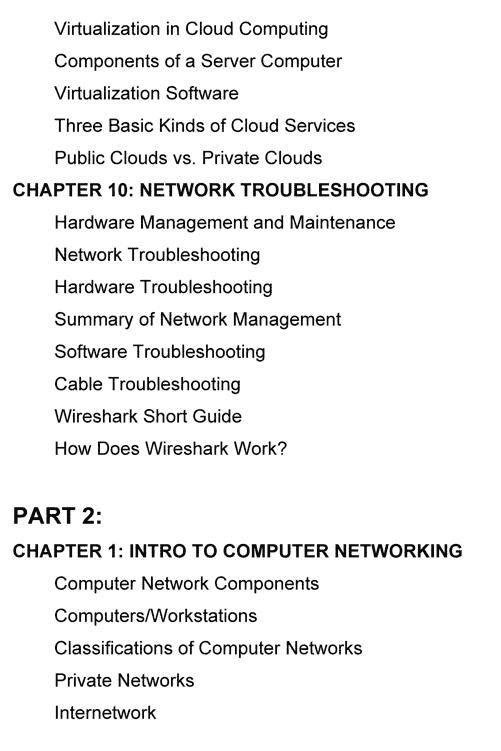 Virtualization in Cloud Computing
Components of a Server Computer
Virtualization Software
Three Basic Kinds of Cloud Services
Public Clouds vs. Private Clouds
CHAPTER 10: NETWORK TROUBLESHOOTING
Hardware Management and Maintenance
Network Troubleshooting
Hardware Troubleshooting
Summary of Network Management
Software Troubleshooting
Cable Troubleshooting
Wireshark Short Guide
How Does Wireshark Work?
PART 2:
CHAPTER 1: INTRO TO COMPUTER NETWORKING
Computer Network Components
Computers/Workstations
Classifications of Computer Networks
Private Networks
Internetwork